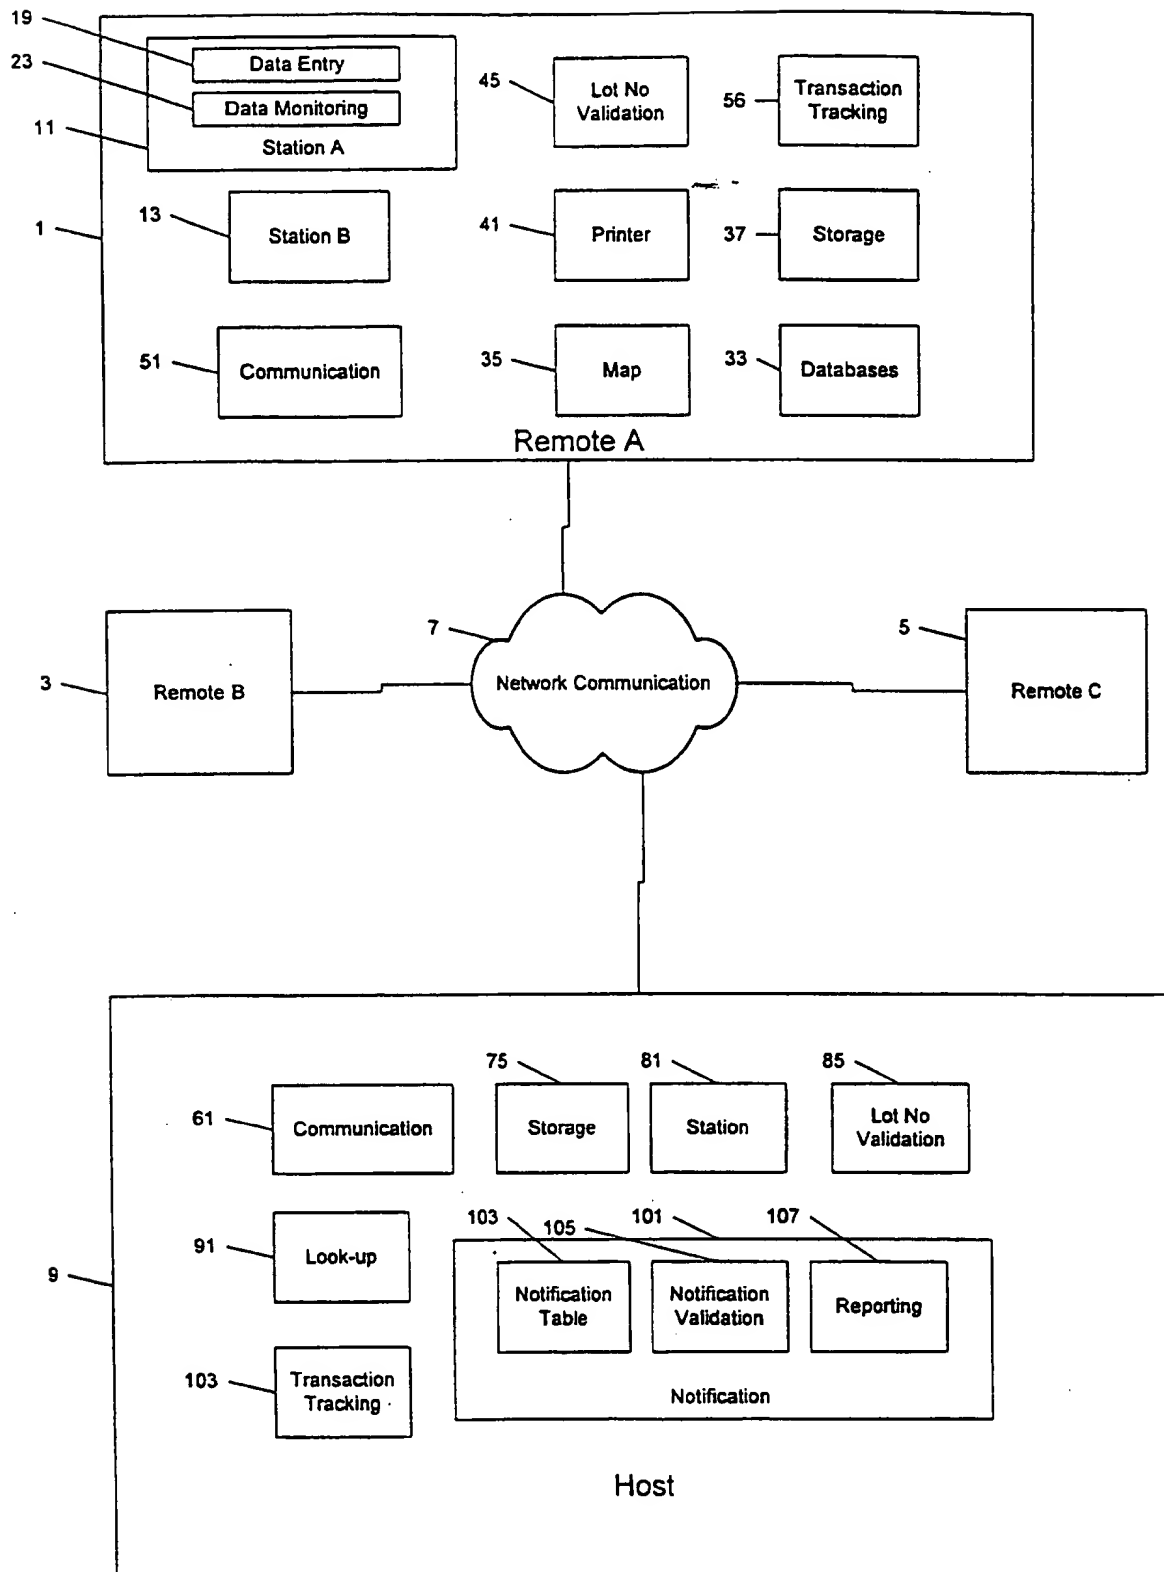 19
Data Entry
23
Data Monitoring
11
Station A
45
Lot No
Validation
56
Transaction
Tracking
1
13
Station B
41
Printer
37
Storage
51
Communication
35
Map
33
Databases
Remote A
3
Remote B
7
Network Communication
5
Remote C
75
81
85
61
Communication
Storage
Station
Lot No
Validation
103
105
101
107
91
Look-up
9
Notification
Table
Notification
Validation
Reporting
103
Transaction
Tracking
Notification
Host